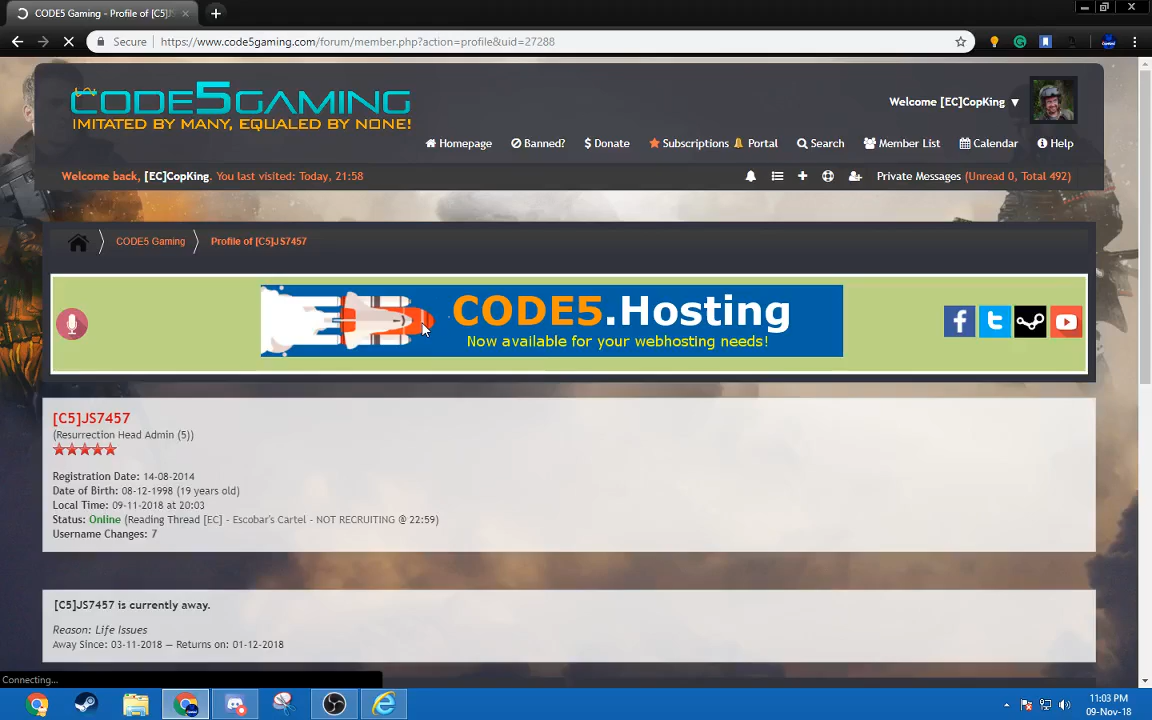 CODE5 Gaming - Profile of [C5]JS
Secure | https://www.code5gaming.com/forum/member.php?action=profile&uid=27288
CODE5GAMING
IMITATED BY MANY, EQUALED BY NONE!
Welcome [EC]CopKing ▼
Homepage Banned? $ Donate Subscriptions Portal Search Member List Calendar Help
Welcome back, [EC]CopKing. You last visited: Today, 21:58
Private Messages (Unread 0, Total 492)
CODE5 Gaming Profile of [C5]JS7457
CODE5.Hosting
Now available for your webhosting needs!
[C5]JS7457
(Resurrection Head Admin (5))
Registration Date: 14-08-2014
Date of Birth: 08-12-1998 (19 years old)
Local Time: 09-11-2018 at 20:03
Status: Online (Reading Thread [EC] - Escobar's Cartel - NOT RECRUITING @ 22:59)
Username Changes: 7
[C5]JS7457 is currently away.
Reason: Life Issues
Away Since: 03-11-2018 — Returns on: 01-12-2018
Connecting...
11:03 PM
09-Nov-18